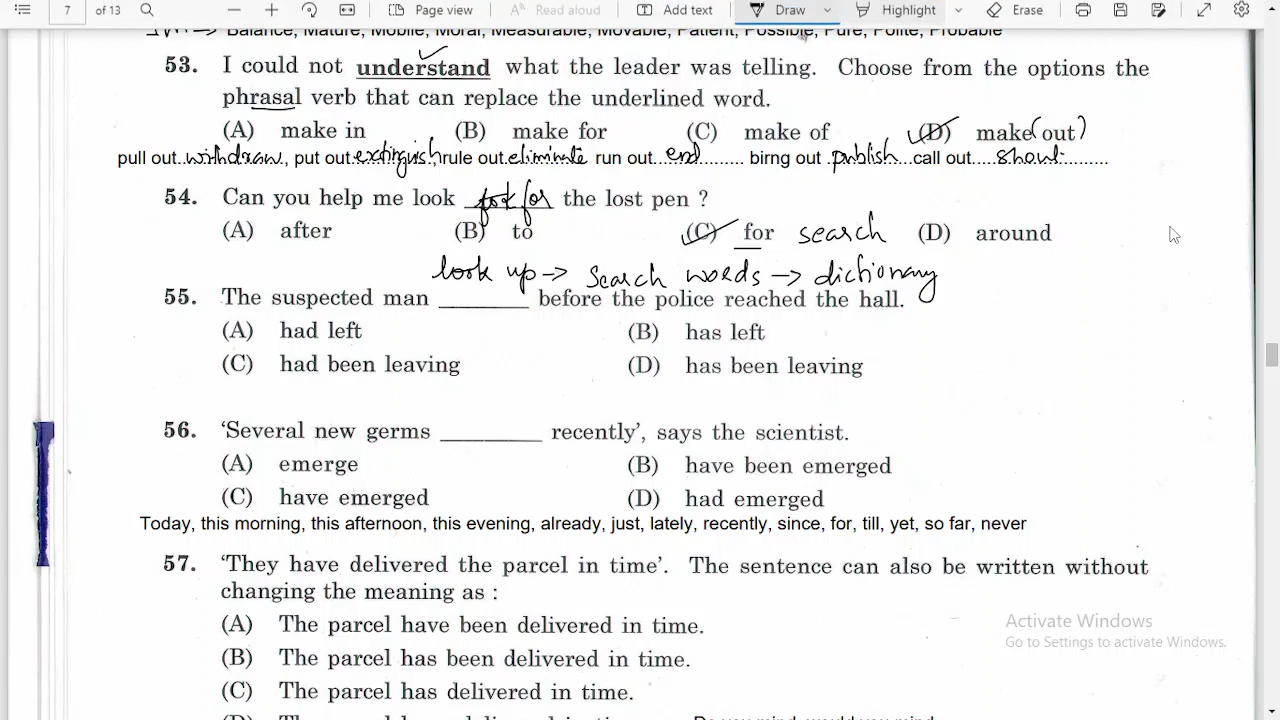 7 of 13 Page view Read aloud Add text Draw Highlight Erase
Balance, Mature, Mobile, Moral, Measurable, Movable, Patient, Possible, Pure, Polite, Probable
53. I could not understand what the leader was telling. Choose from the options the
phrasal verb that can replace the underlined word.
(A) make in (B) make for (C) make of (D) make (out)
pull out..withdraw.., put out extinguish, rule out..eliminate run out...end.......... birng out .publish...call out....shout..........
54. Can you help me look look for the lost pen ?
(A) after (B) to (C) for search (D) around
look up → search words → dictionary
55. The suspected man ________ before the police reached the hall.
(A) had left (B) has left
(C) had been leaving (D) has been leaving
56. 'Several new germs _________ recently', says the scientist.
(A) emerge (B) have been emerged
(C) have emerged (D) had emerged
Today, this morning, this afternoon, this evening, already, just, lately, recently, since, for, till, yet, so far, never
57. 'They have delivered the parcel in time'. The sentence can also be written without
changing the meaning as :
(A) The parcel have been delivered in time.
Activate Windows
Go to Settings to activate Windows.
(B) The parcel has been delivered in time.
(C) The parcel has delivered in time.